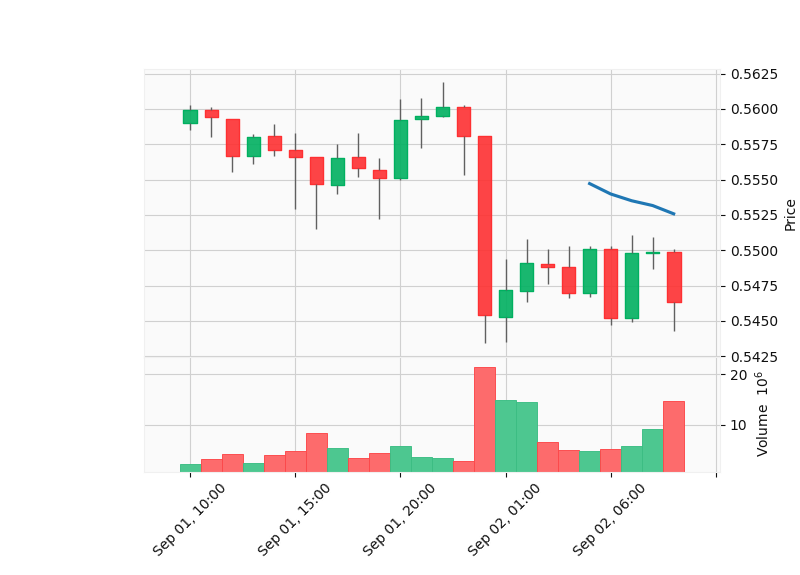 0.5625
0.5600
0.5575
0.5550
0.5525
0.5500
0.5475
0.5450
0.5425
Price
20
10
Volume 10⁶
Sep 01, 10:00
Sep 01, 15:00
Sep 01, 20:00
Sep 02, 01:00
Sep 02, 06:00